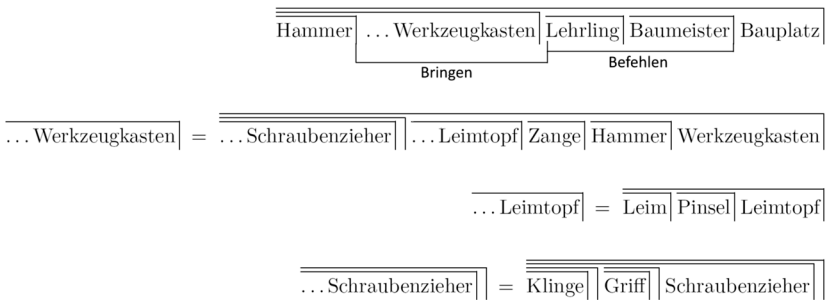 Hammer ... Werkzeugkasten Lehrling Baumeister Bauplatz
Bringen Befehlen
... Werkzeugkasten = ... Schraubenzieher ... Leimtopf Zange Hammer Werkzeugkasten
... Leimtopf = Leim Pinsel Leimtopf
... Schraubenzieher = Klinge Griff Schraubenzieher